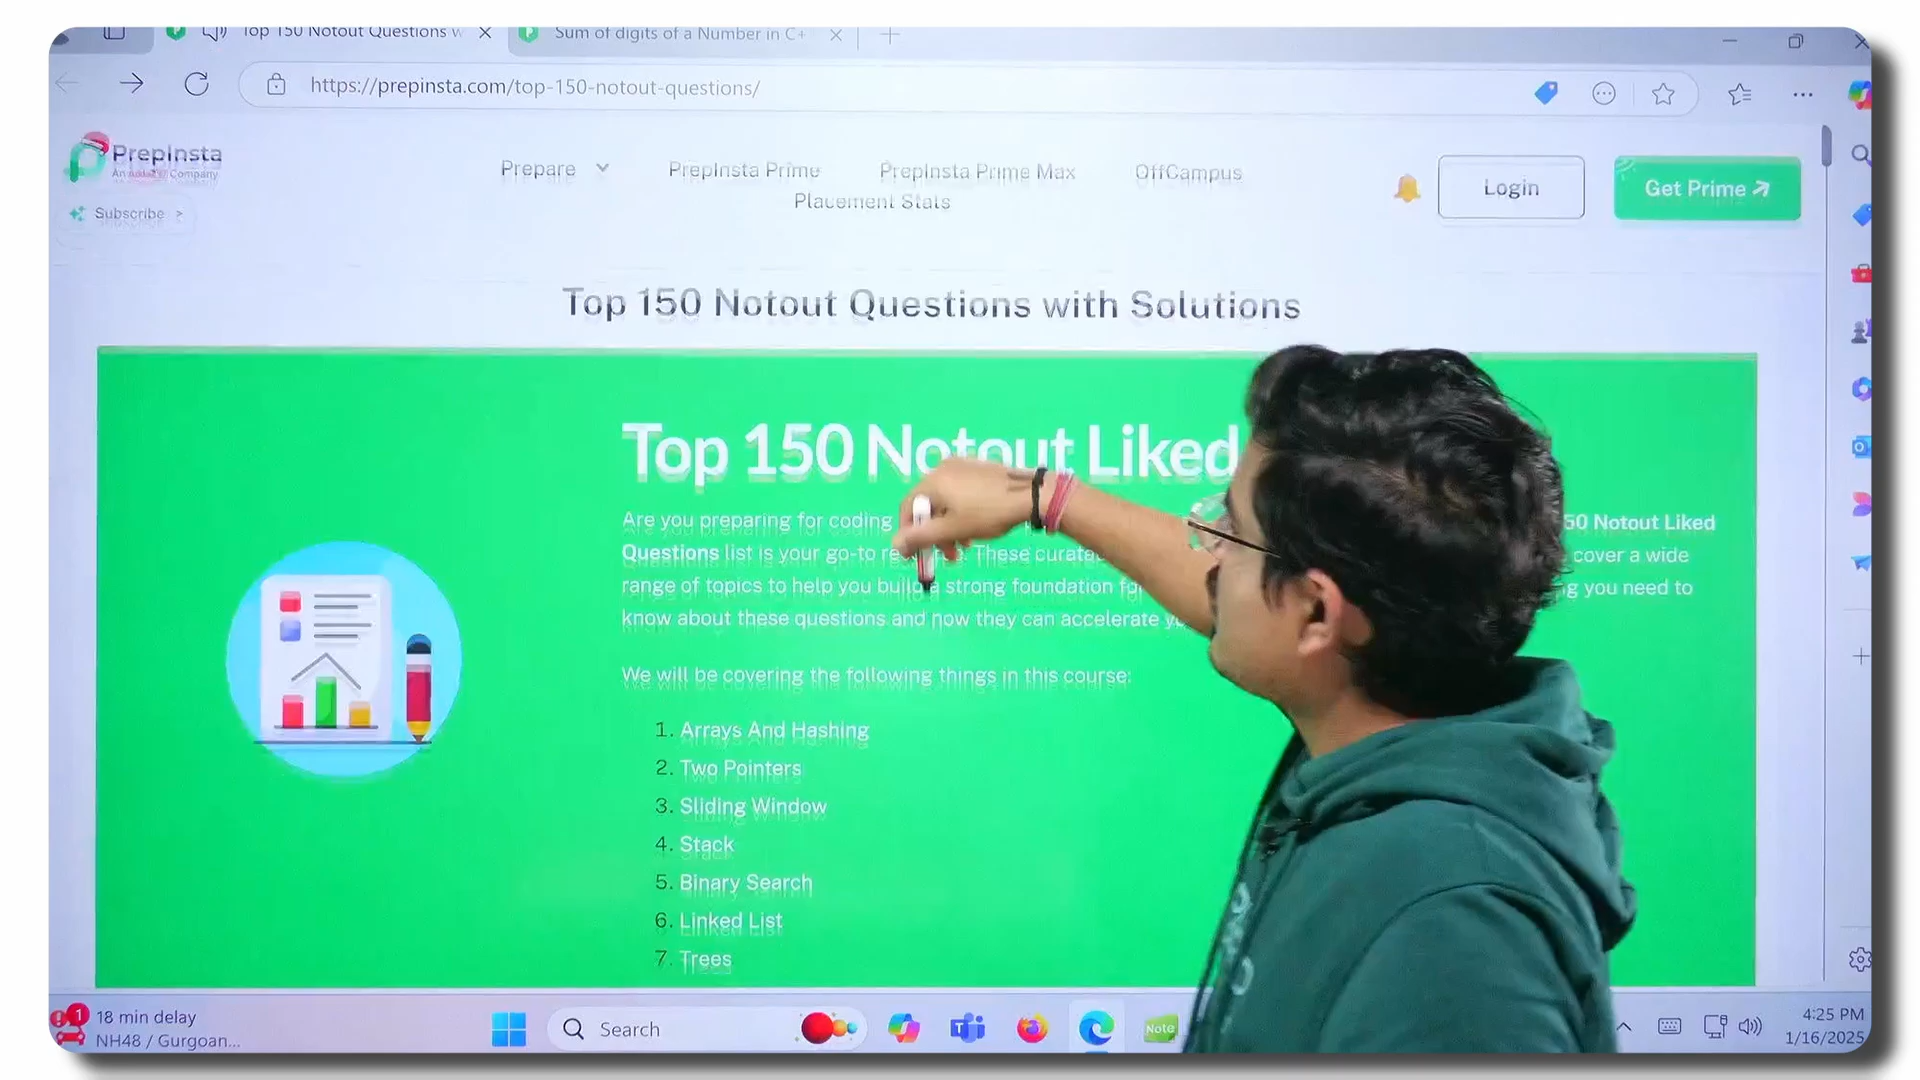 Top 150 Notout Questions w
Sum of digits of a Number in C+
https://prepinsta.com/top-150-notout-questions/
PrepInsta
An Company
Subscribe >
Prepare
PrepInsta Prime
PrepInsta Prime Max
OffCampus
Placement Stats
Login
Get Prime
Top 150 Notout Questions with Solutions
Top 150 Notout Liked
Are you preparing for coding 50 Notout Liked
Questions list is your go-to These cover a wide
range of topics to help you build a strong foundation you need to
know about these questions and how they can accelerate
We will be covering the following things in this course:
1. Arrays And Hashing
2. Two Pointers
3. Sliding Window
4. Stack
5. Binary Search
6. Linked List
7. Trees
1
18 min delay
NH48 / Gurgoan...
Search
Note
4:25 PM
1/16/2025